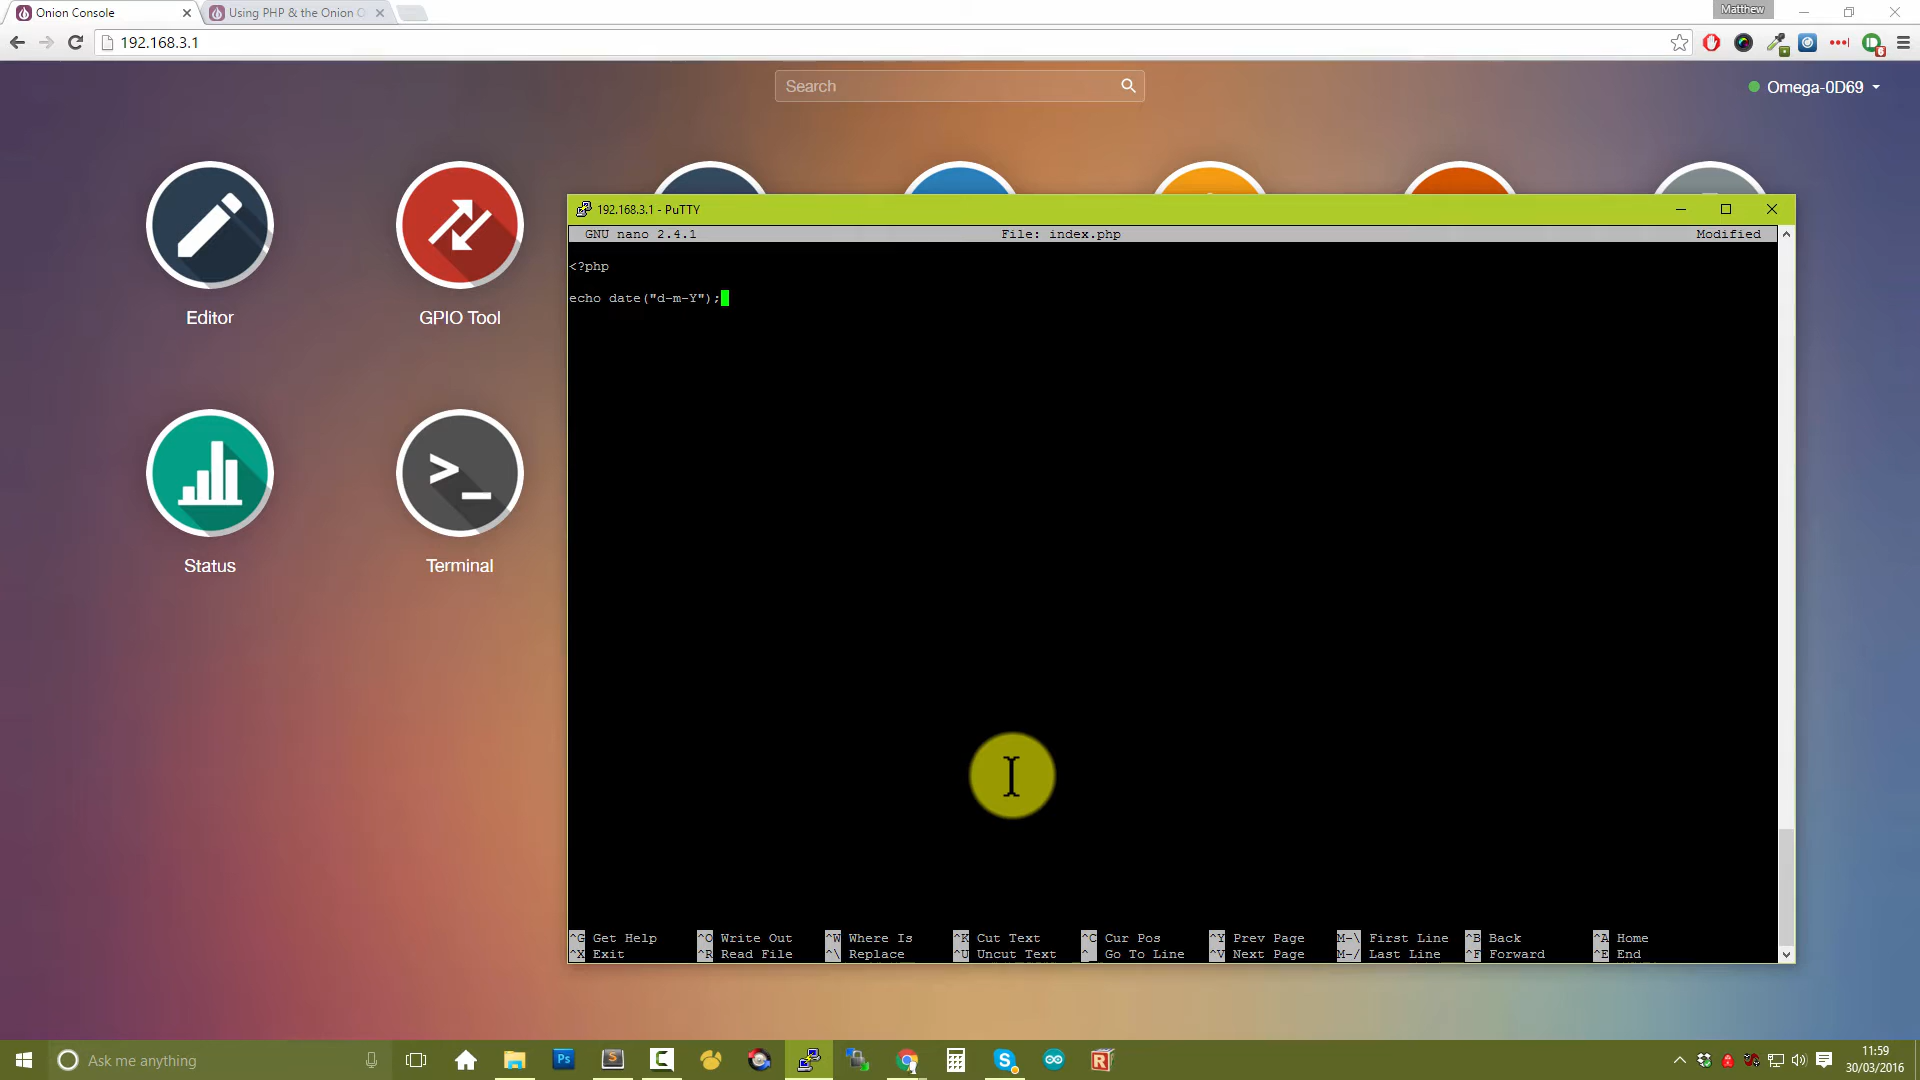 Onion Console
Using PHP & the Onion O
Matthew
192.168.3.1
Search
Omega-0D69
192.168.3.1 - PuTTY
GNU nano 2.4.1 File: index.php Modified
<?php
echo date("d-m-Y");
Editor
GPIO Tool
Status
Terminal
>_
^G Get Help ^O Write Out ^W Where Is ^K Cut Text ^C Cur Pos ^Y Prev Page M-\ First Line ^B Back ^A Home
^X Exit ^R Read File ^\ Replace ^U Uncut Text ^_ Go To Line ^V Next Page M-/ Last Line ^F Forward ^E End
Ask me anything
Ps
S
R
11:59
30/03/2016